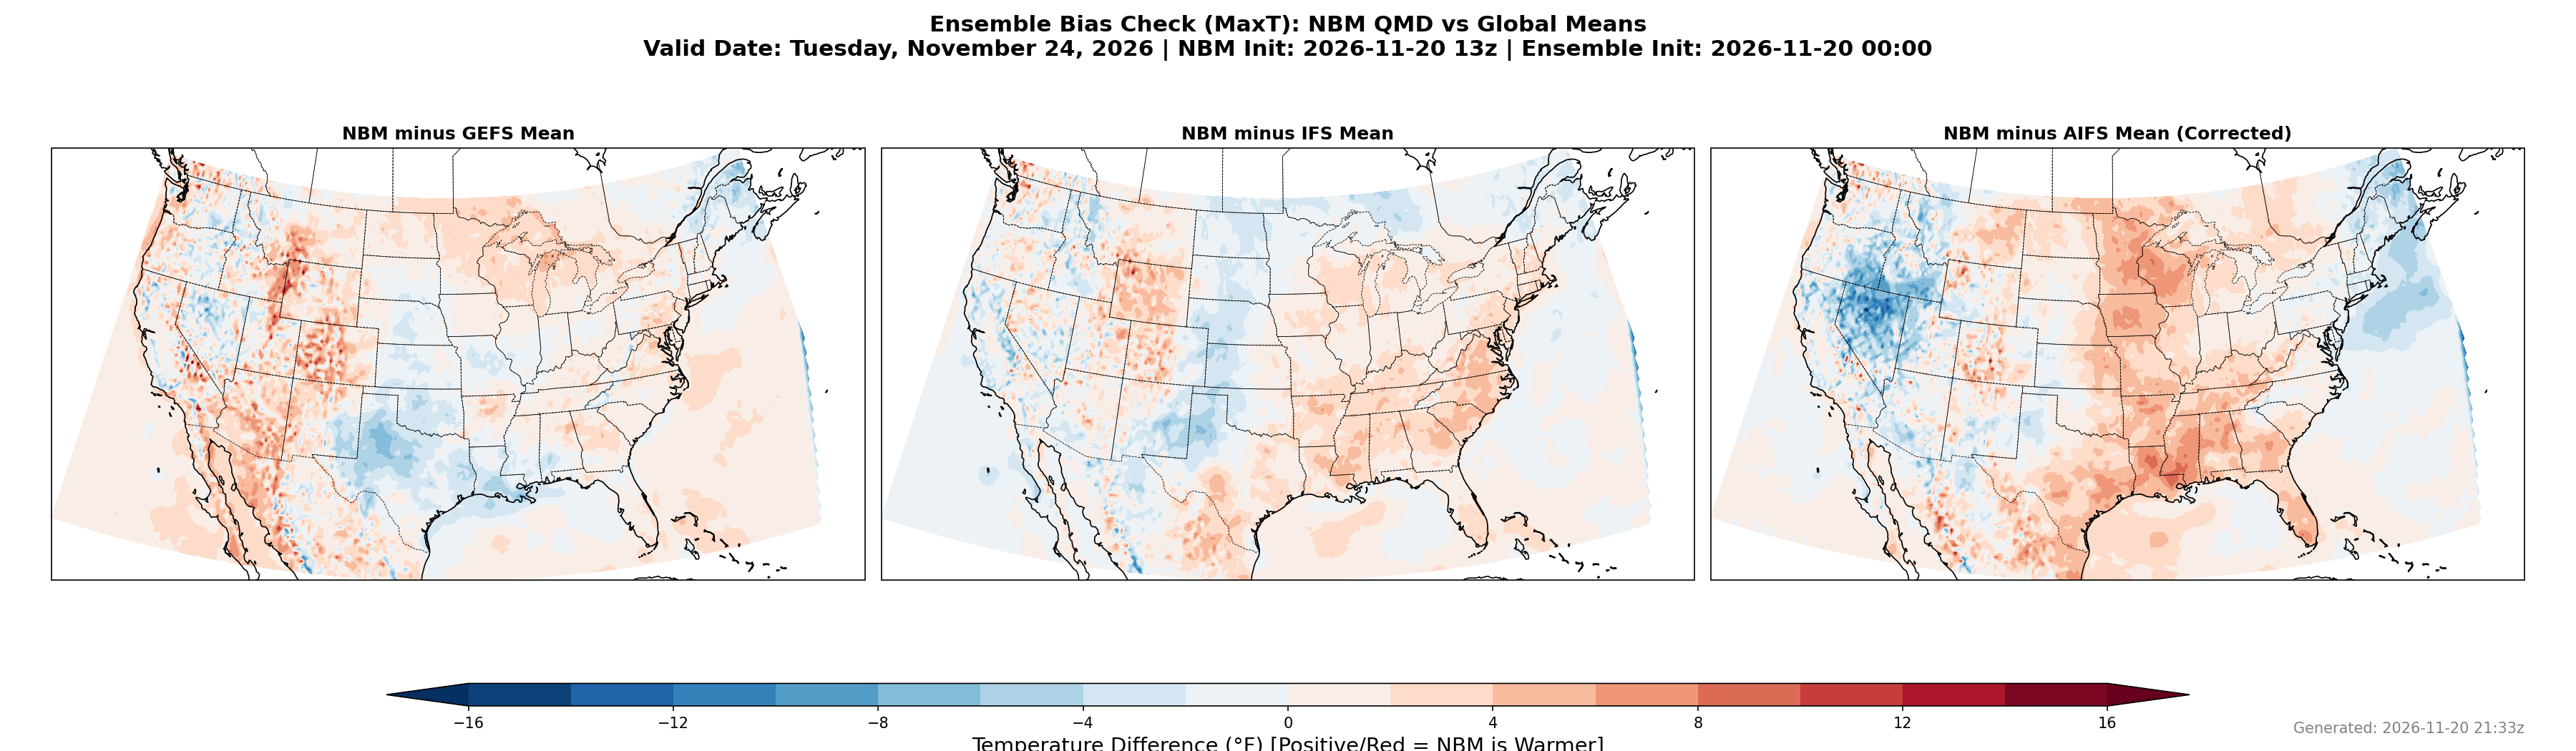 Ensemble Bias Check (MaxT): NBM QMD vs Global Means
Valid Date: Tuesday, November 24, 2026 | NBM Init: 2026-11-20 13z | Ensemble Init: 2026-11-20 00:00
NBM minus GEFS Mean
NBM minus IFS Mean
NBM minus AIFS Mean (Corrected)
−16 −12 −8 −4 0 4 8 12 16
Temperature Difference (°F) [Positive/Red = NBM is Warmer]
Generated: 2026-11-20 21:33z